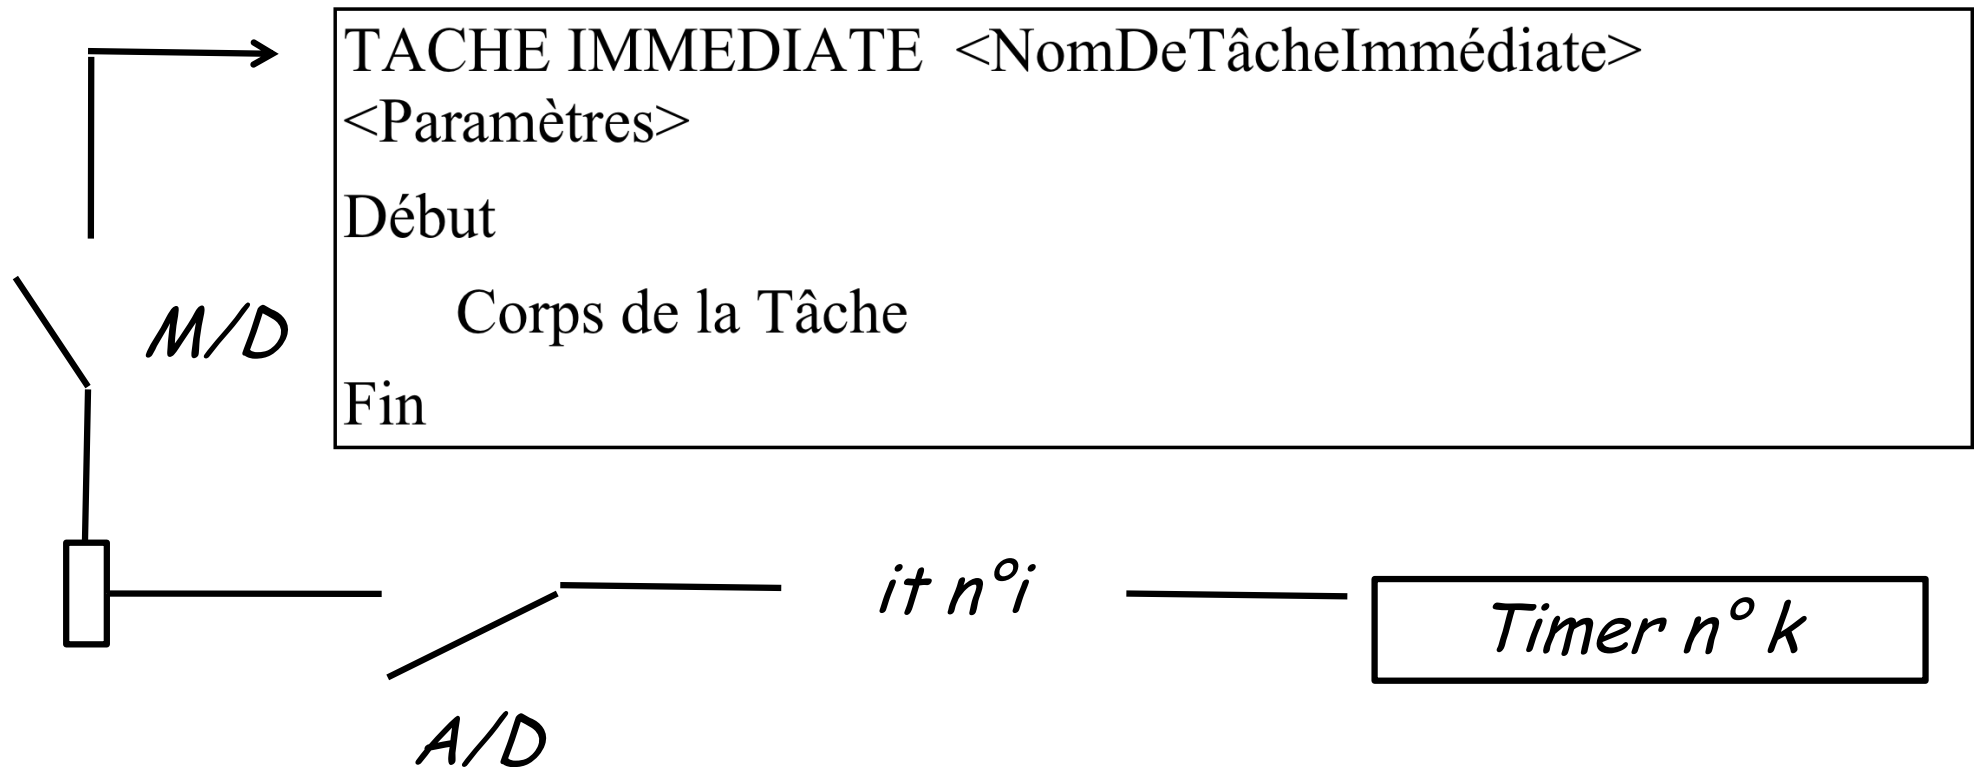 TACHE IMMEDIATE <NomDeTâcheImmédiate>
<Paramètres>
Début
Corps de la Tâche
Fin
M/D
it n°i
Timer n° k
A/D